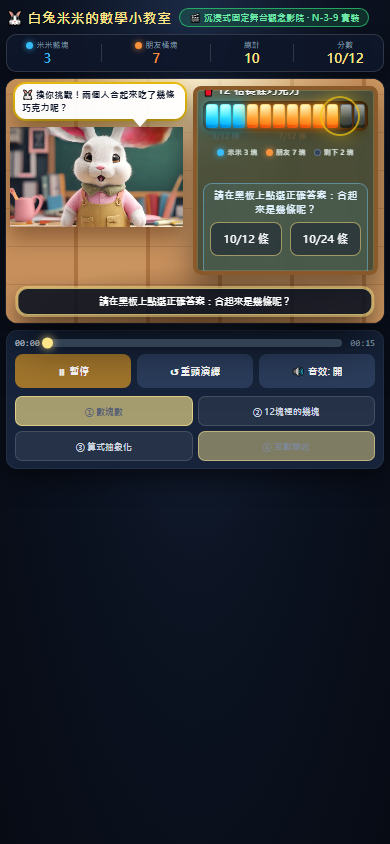 白兔米米的數學小教室
沉浸式固定舞台觀念影院 · N-3-9 實裝
米米藍塊
3
朋友橘塊
7
總計
10
分數
10/12
換你挑戰！兩個人合起來吃了幾條巧克力呢？
12 格長條巧克力
米米 3 塊
朋友 7 塊
剩下 2 塊
請在黑板上點選正確答案：合起來是幾條呢？
10/12 條
10/24 條
請在黑板上點選正確答案：合起來是幾條呢？
00:00
00:15
暫停
重頭演繹
音效: 開
① 數塊數
② 12塊裡的幾塊
③ 算式抽象化